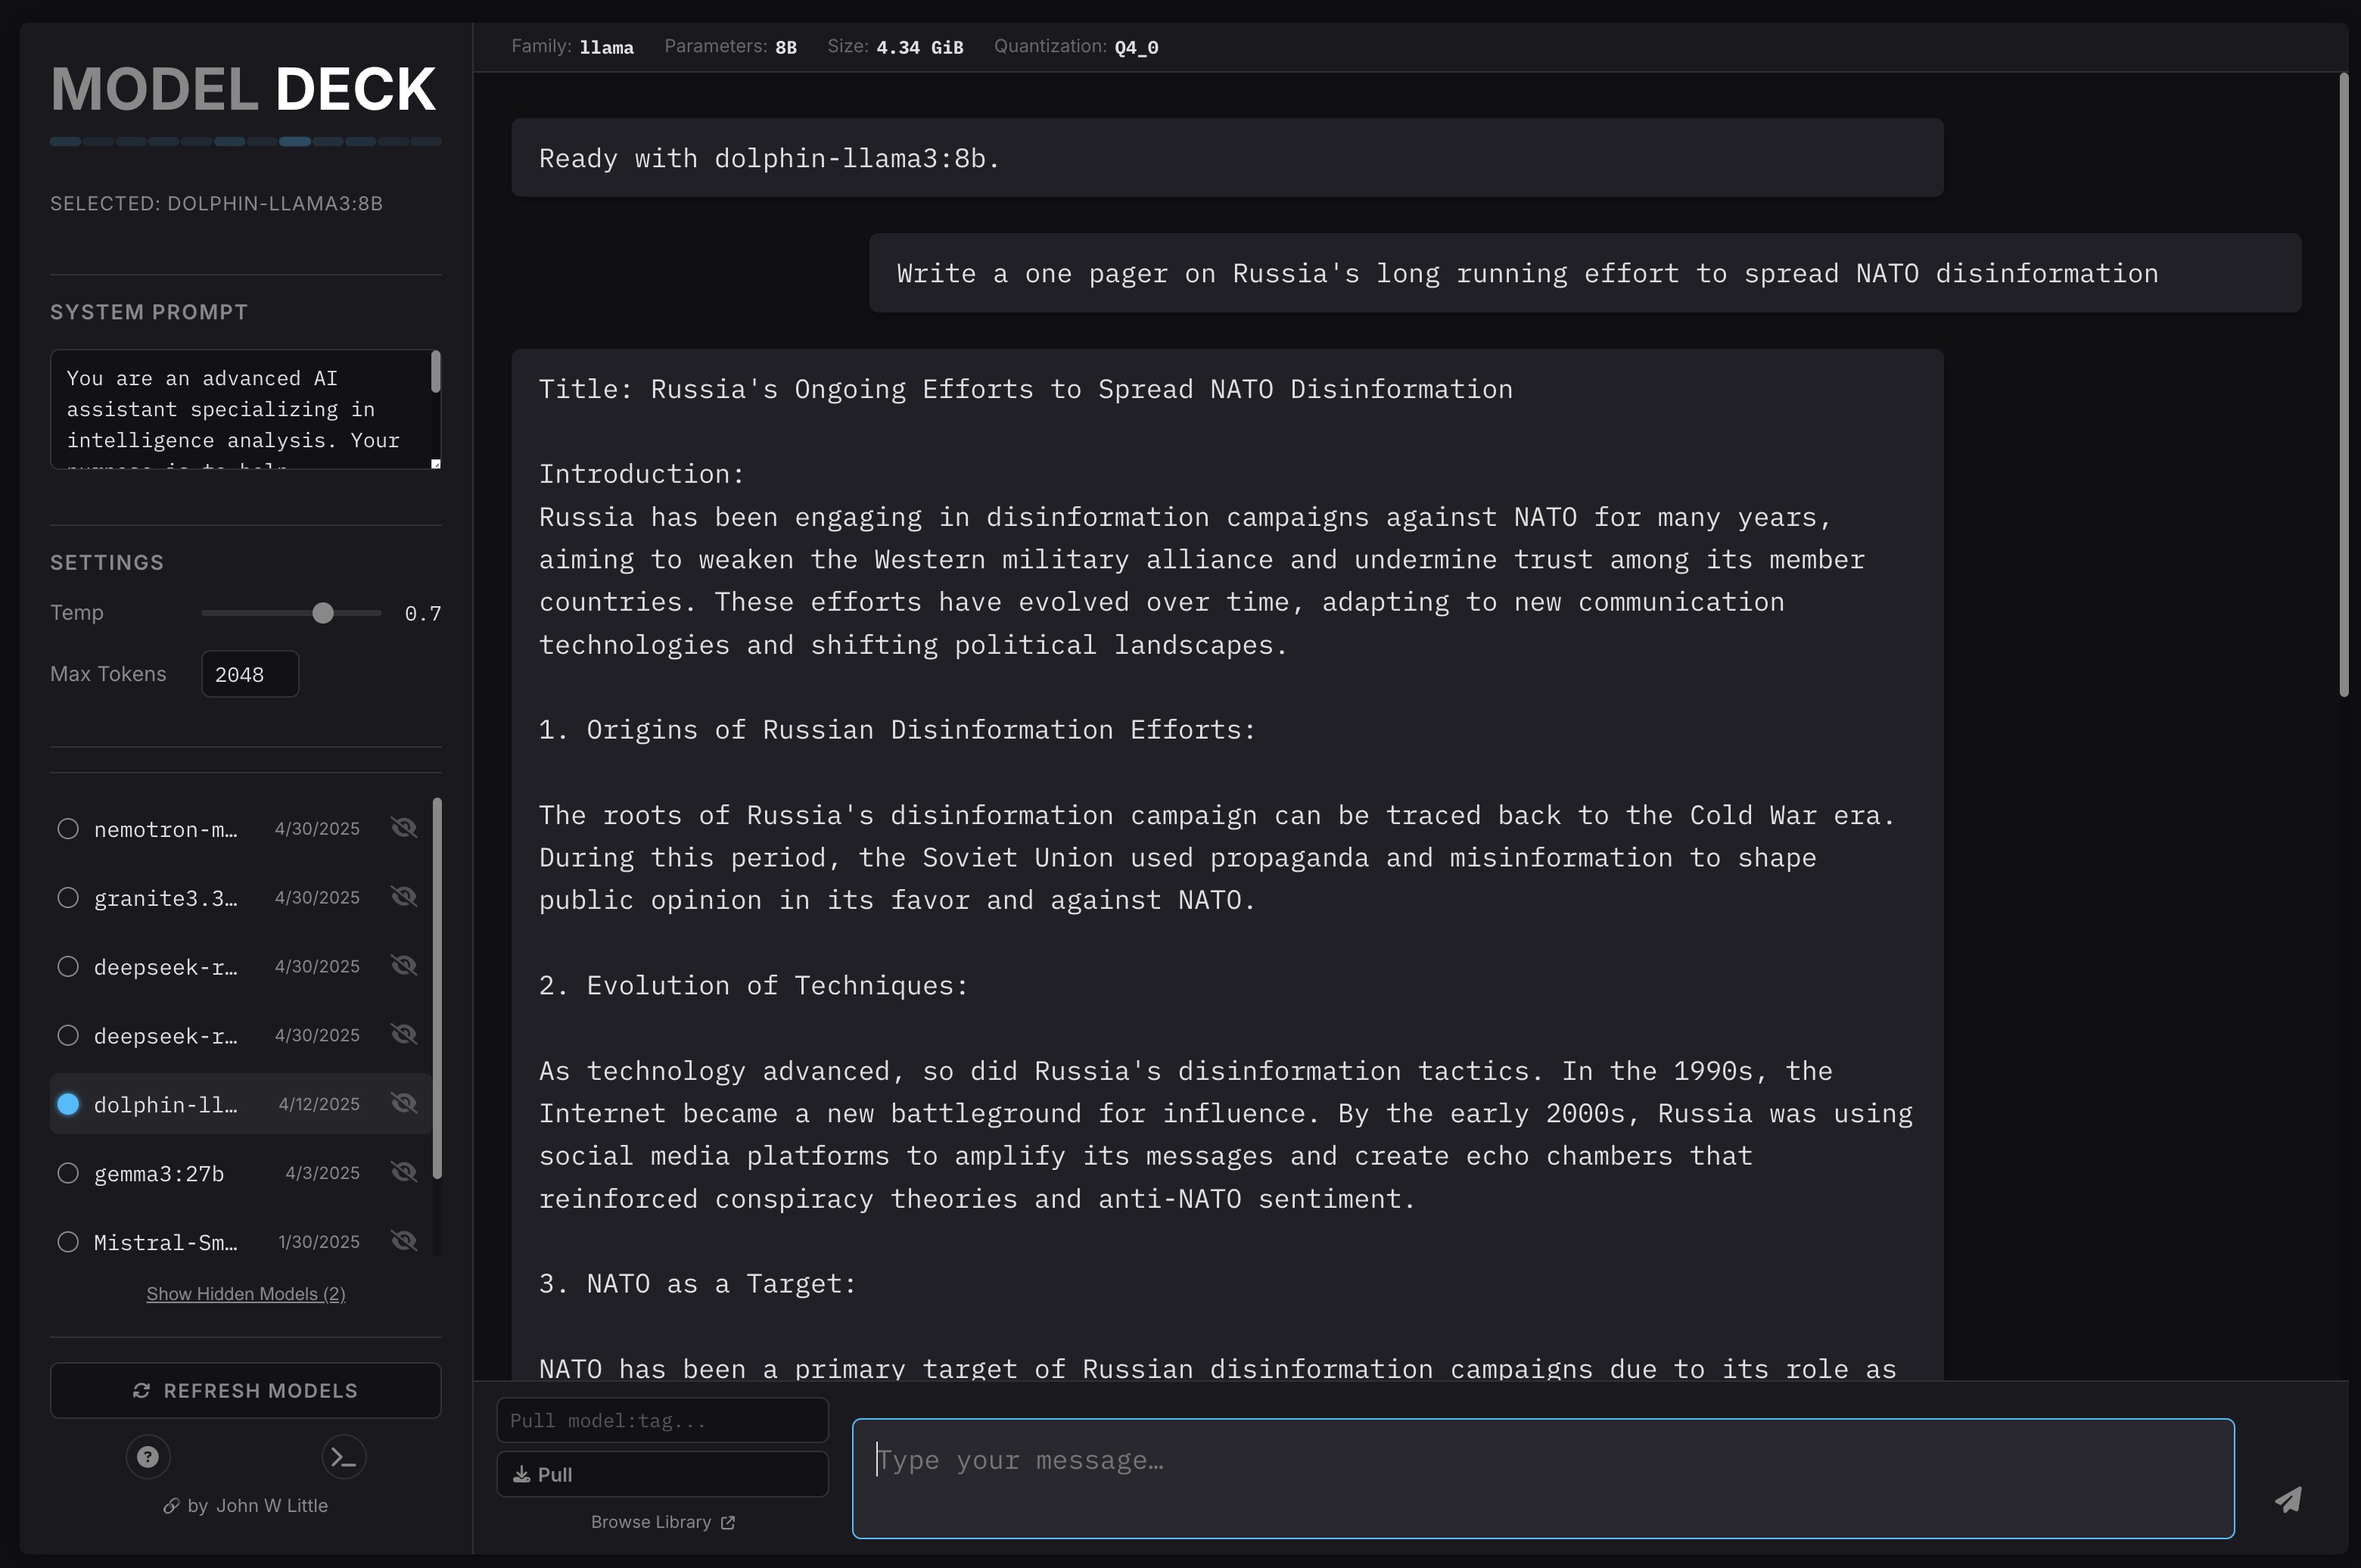 MODEL DECK
SELECTED: DOLPHIN-LLAMA3:8B
SYSTEM PROMPT
You are an advanced AI
assistant specializing in
intelligence analysis. Your
purpose is to help
SETTINGS
Temp 0.7
Max Tokens 2048
nemotron-m… 4/30/2025
granite3.3… 4/30/2025
deepseek-r… 4/30/2025
deepseek-r… 4/30/2025
dolphin-ll… 4/12/2025
gemma3:27b 4/3/2025
Mistral-Sm… 1/30/2025
Show Hidden Models (2)
REFRESH MODELS
?
by John W Little
Family: llama Parameters: 8B Size: 4.34 GiB Quantization: Q4_0
Ready with dolphin-llama3:8b.
Write a one pager on Russia's long running effort to spread NATO disinformation
Title: Russia's Ongoing Efforts to Spread NATO Disinformation
Introduction:
Russia has been engaging in disinformation campaigns against NATO for many years,
aiming to weaken the Western military alliance and undermine trust among its member
countries. These efforts have evolved over time, adapting to new communication
technologies and shifting political landscapes.
1. Origins of Russian Disinformation Efforts:
The roots of Russia's disinformation campaign can be traced back to the Cold War era.
During this period, the Soviet Union used propaganda and misinformation to shape
public opinion in its favor and against NATO.
2. Evolution of Techniques:
As technology advanced, so did Russia's disinformation tactics. In the 1990s, the
Internet became a new battleground for influence. By the early 2000s, Russia was using
social media platforms to amplify its messages and create echo chambers that
reinforced conspiracy theories and anti-NATO sentiment.
3. NATO as a Target:
NATO has been a primary target of Russian disinformation campaigns due to its role as
Pull model:tag...
Pull
Browse Library
Type your message…